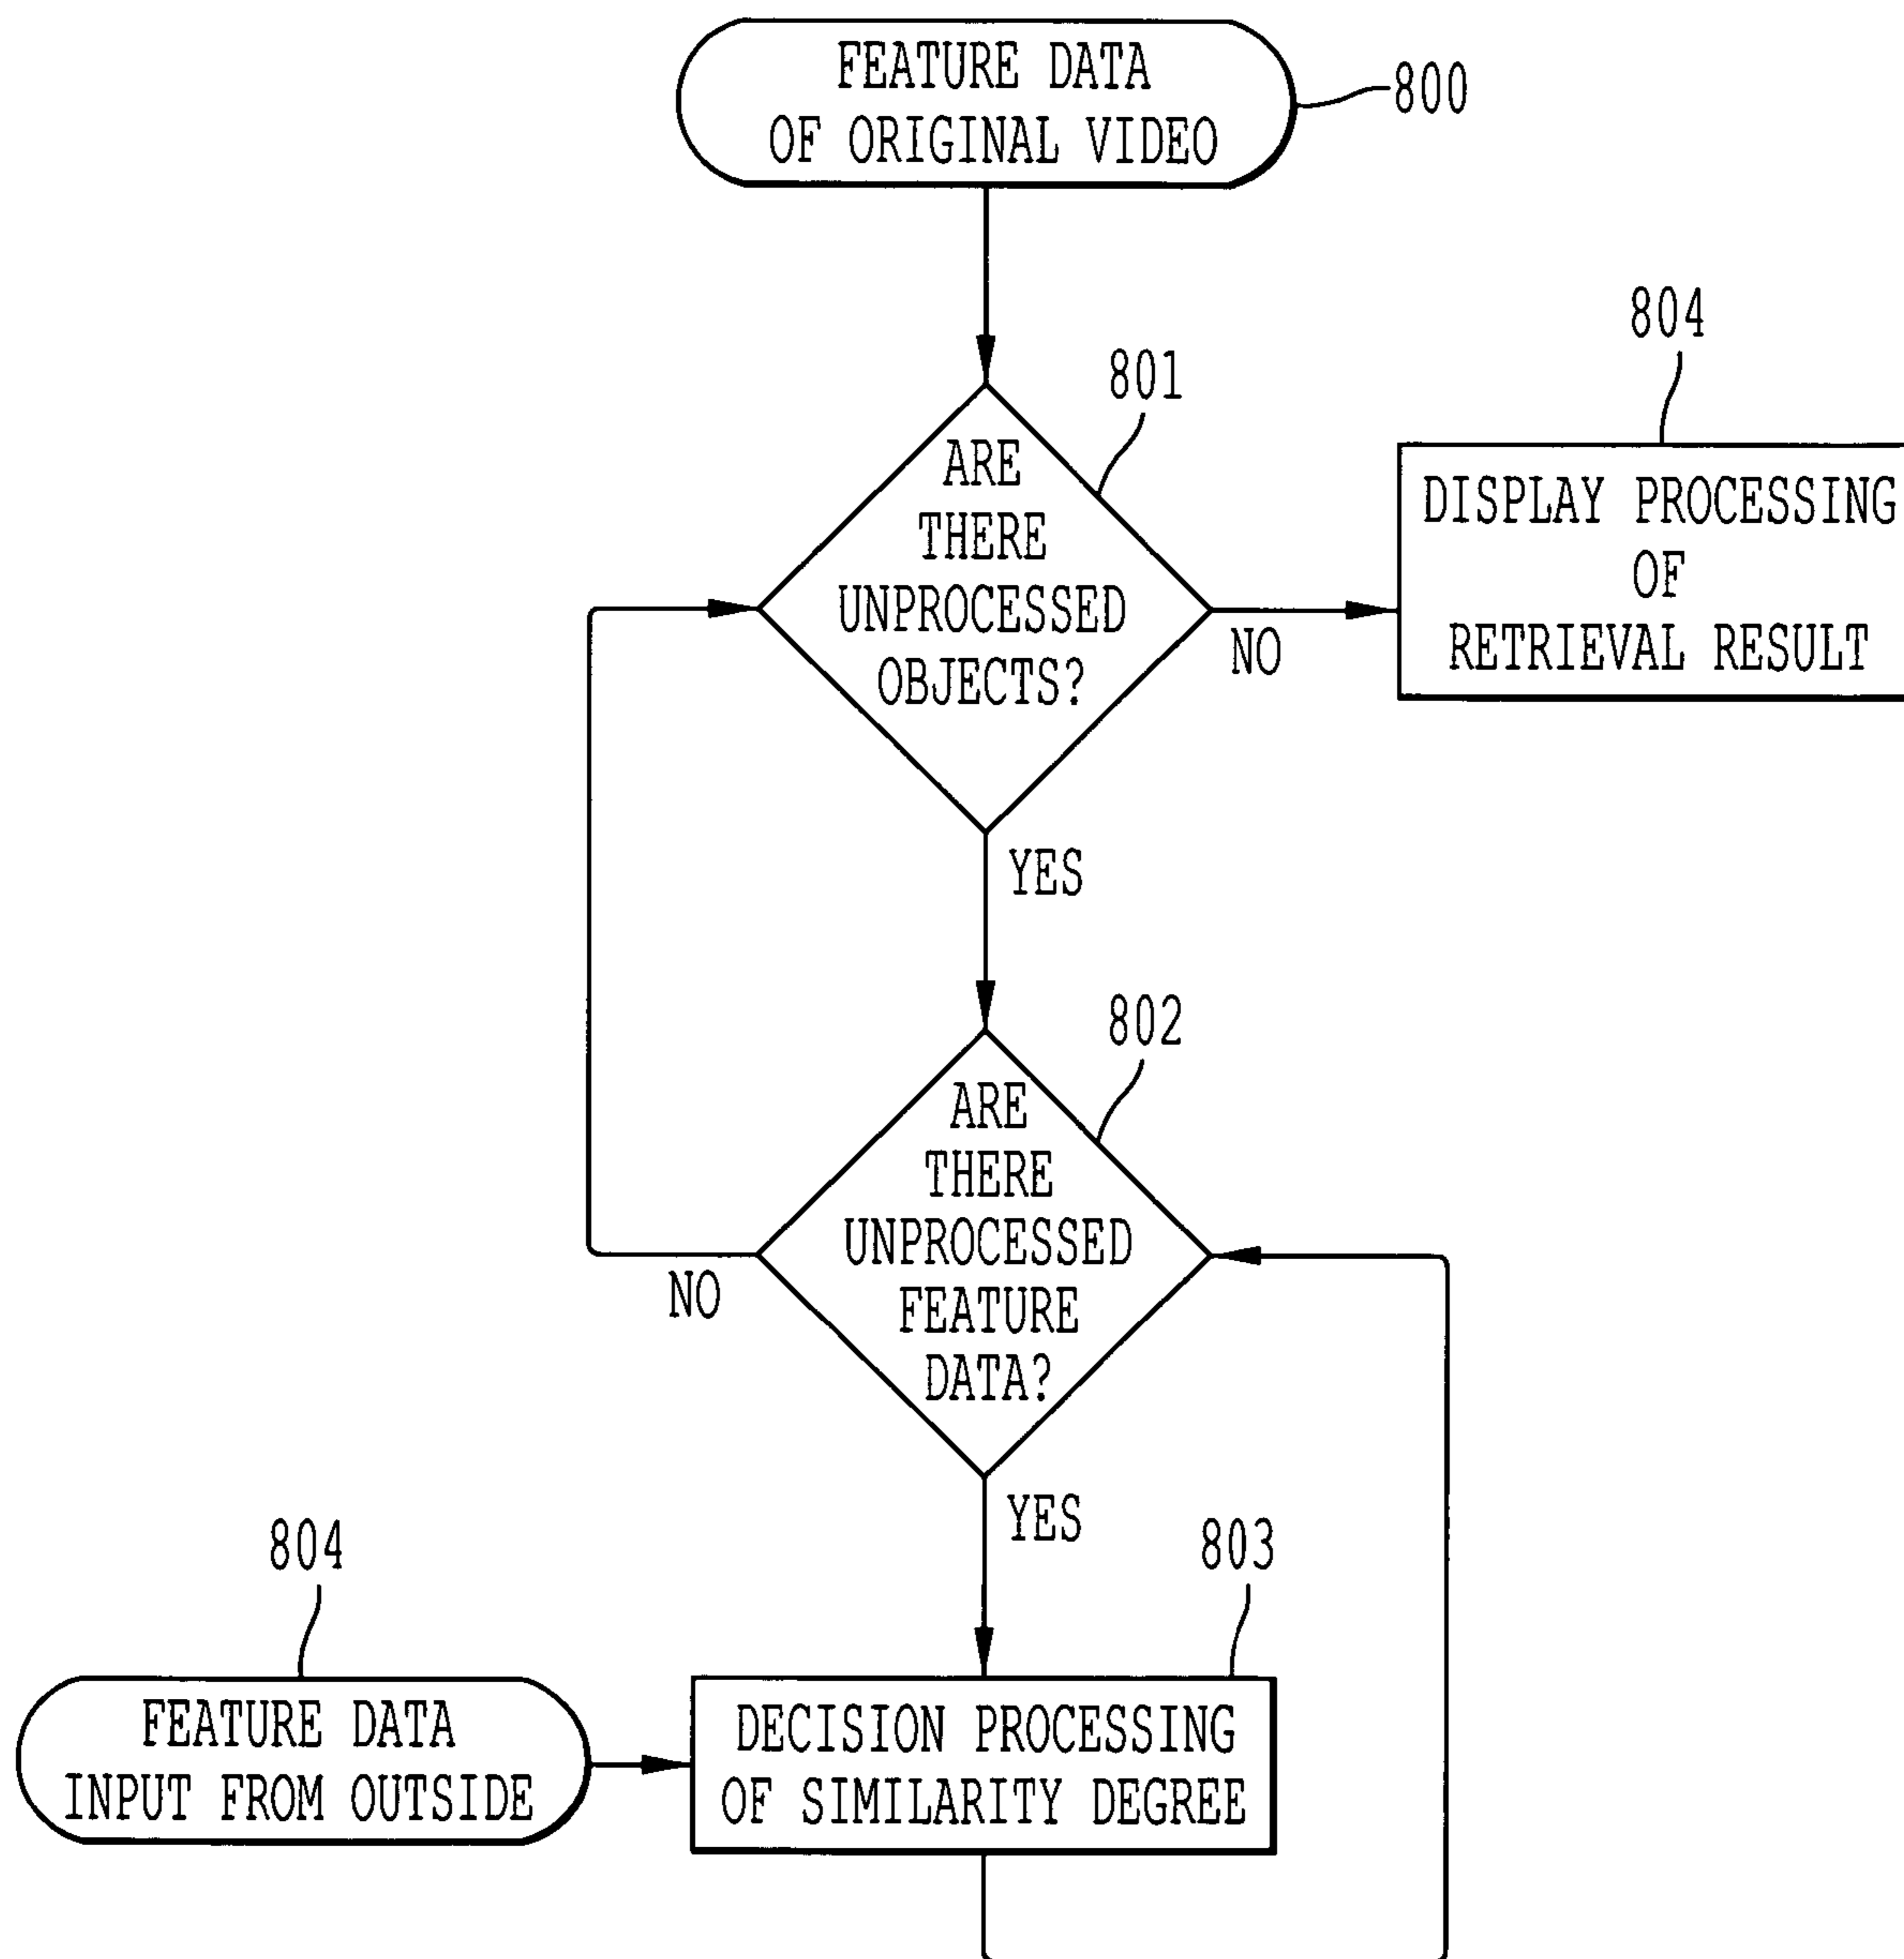 FEATURE DATA
OF ORIGINAL VIDEO
800
801
ARE
THERE
UNPROCESSED
OBJECTS?
NO
YES
804
DISPLAY PROCESSING
OF
RETRIEVAL RESULT
802
ARE
THERE
UNPROCESSED
FEATURE
DATA?
NO
YES
804
FEATURE DATA
INPUT FROM OUTSIDE
803
DECISION PROCESSING
OF SIMILARITY DEGREE